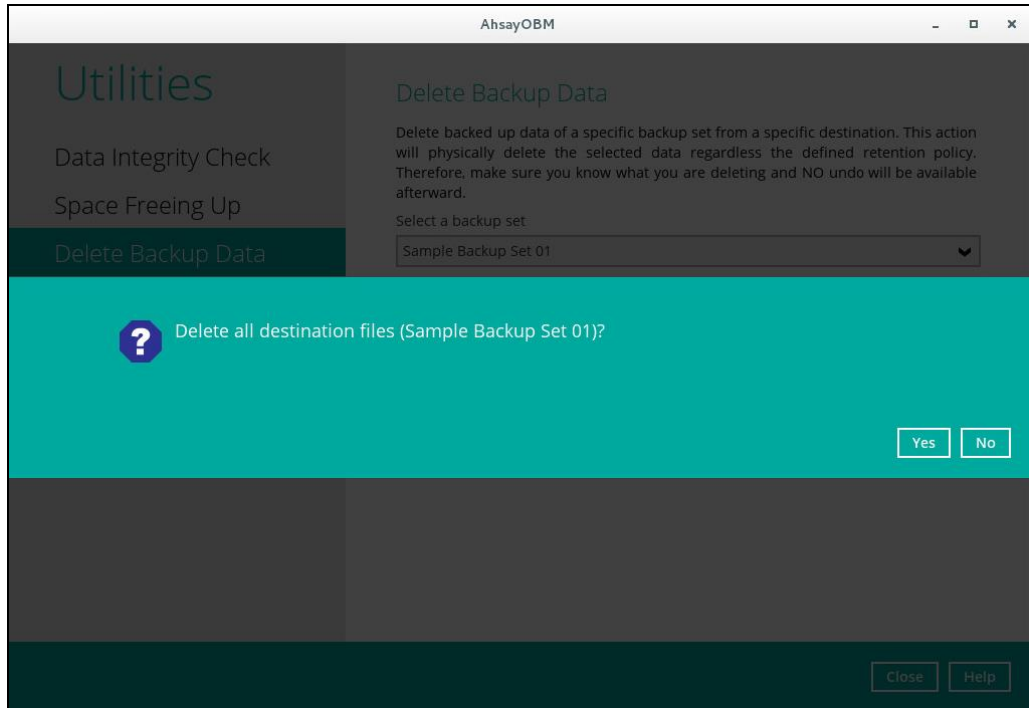 AhsayOBM
Utilities
Data Integrity Check
Space Freeing Up
Delete Backup Data
Delete Backup Data
Delete backed up data of a specific backup set from a specific destination. This action
will physically delete the selected data regardless the defined retention policy.
Therefore, make sure you know what you are deleting and NO undo will be available
afterward.
Select a backup set
Sample Backup Set 01
Delete all destination files (Sample Backup Set 01)?
Yes
No
Close
Help